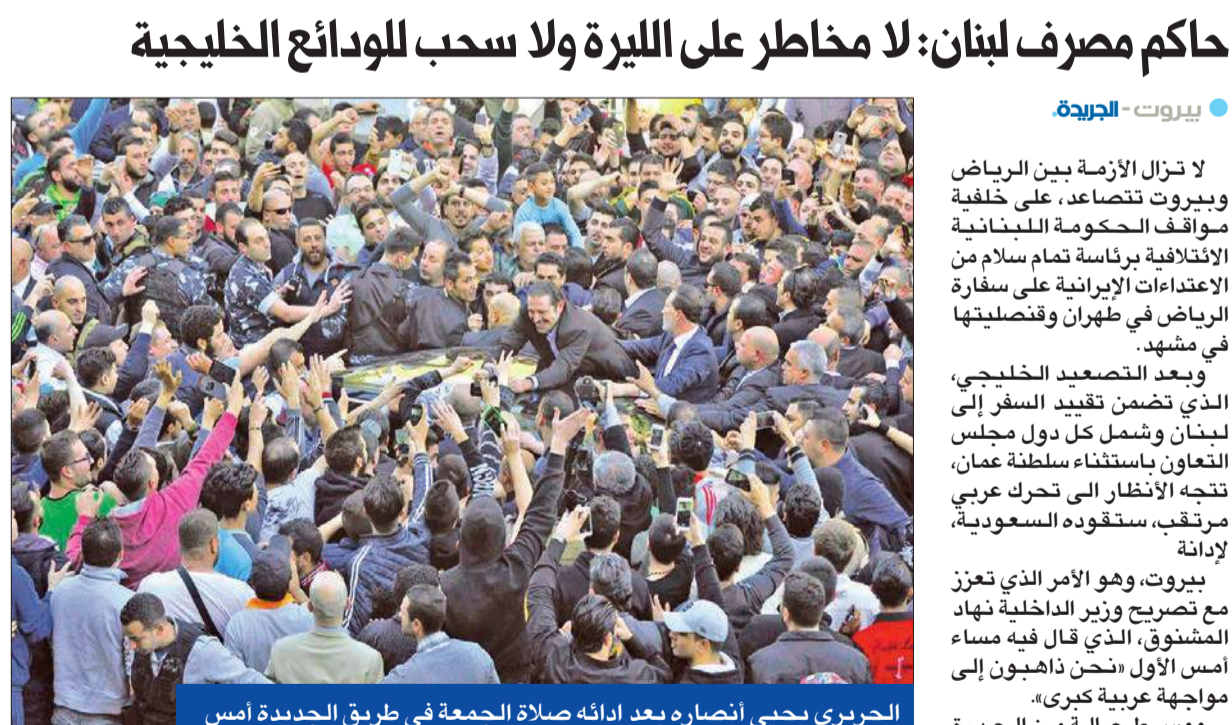 حاكم مصرف لبنان: لا مخاطر على الليرة ولا سحب للودائع الخليجية
بيروت - الجريدة.
لا تزال الأزمة بين الرياض
وبيروت تتصاعد، على خلفية
مواقف الحكومة اللبنانية
الائتلافية برئاسة تمام سلام من
الاعتداءات الإيرانية على سفارة
الرياض في طهران وقنصليتها
في مشهد.
وبعد التصعيد الخليجي،
الذي تضمن تقييد السفر إلى
لبنان وشمل كل دول مجلس
التعاون باستثناء سلطنة عمان،
تتجه الأنظار الى تحرك عربي
مرتقب، ستقوده السعودية،
لإدانة
بيروت، وهو الأمر الذي تعزز
مع تصريح وزير الداخلية نهاد
المشنوق، الذي قال فيه مساء
أمس الأول «نحن ذاهبون إلى
مواجهة عربية كبرى».
الحريري يحيي أنصاره بعد ادائه صلاة الجمعة في طريق الجديدة أمس